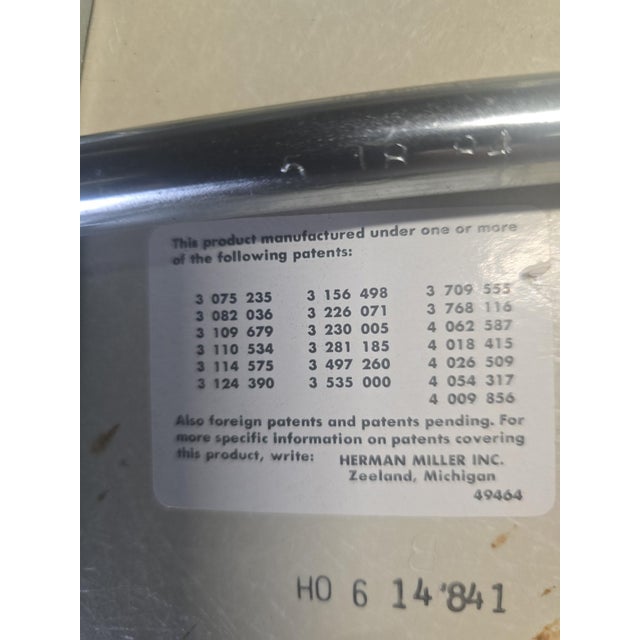 5 18 84
This product manufactured under one or more
of the following patents:
3 075 235 3 156 498 3 709 555
3 082 036 3 226 071 3 768 116
3 109 679 3 230 005 4 062 587
3 110 534 3 281 185 4 018 415
3 114 575 3 497 260 4 026 509
3 124 390 3 535 000 4 054 317
4 009 856
Also foreign patents and patents pending. For
more specific information on patents covering
this product, write: HERMAN MILLER INC.
Zeeland, Michigan
49464
HO 6 14'841